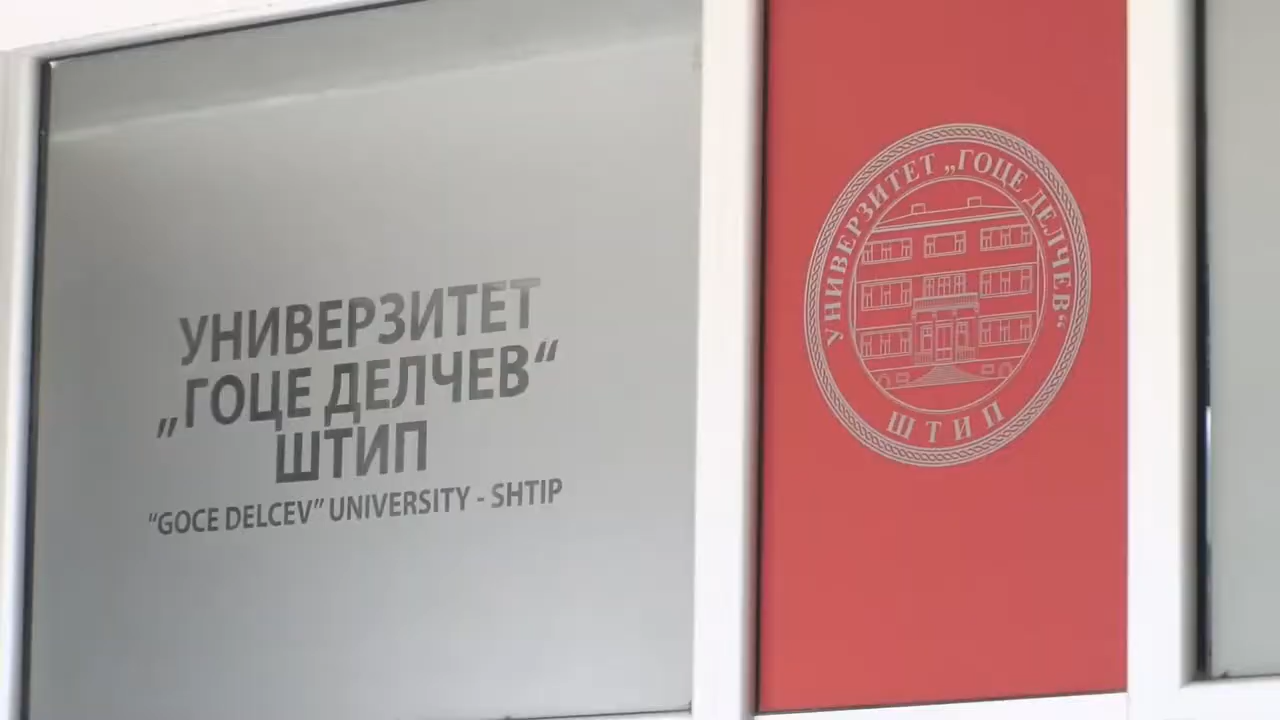 УНИВЕРЗИТЕТ
„ГОЦЕ ДЕЛЧЕВ“
ШТИП
“GOCE DELCEV” UNIVERSITY - SHTIP
УНИВЕРЗИТЕТ „ГОЦЕ ДЕЛЧЕВ“
ШТИП